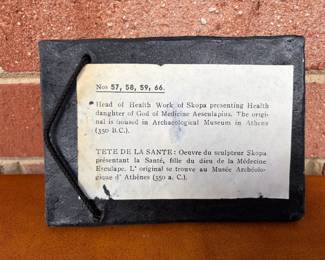 Nos 57, 58, 59, 66.
Head of Health Work of Skopa presenting Health
daughter of God of Medicine Aesculapius. The orig-
inal is housed in Archaeological Museum in Athens
(350 B.C.).
TETE DE LA SANTE : Oeuvre du sculpteur Skopa
présentant la Santé, fille du dieu de la Médecine
Esculape. L' original se trouve au Musée Archéolo-
gique d' Athènes (350 a. C.).